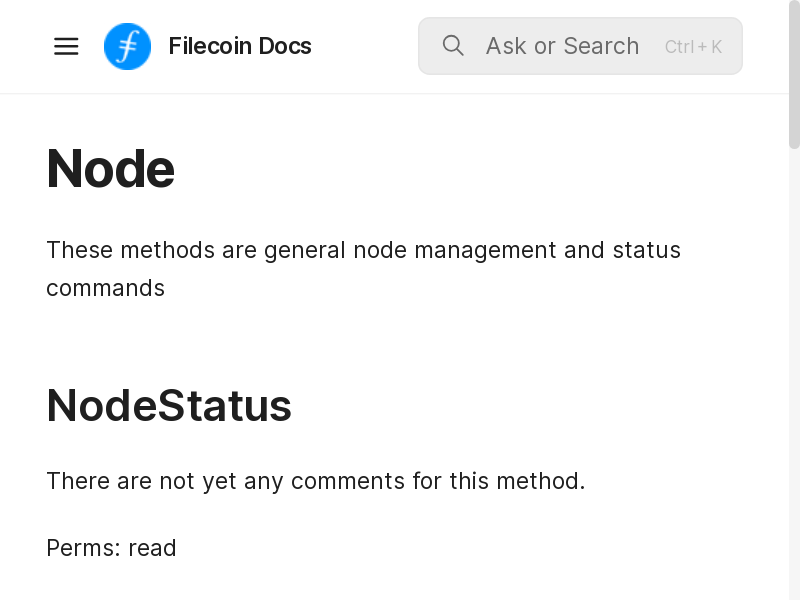 Filecoin Docs
Ask or Search
Ctrl + K
Node
These methods are general node management and status
commands
NodeStatus
There are not yet any comments for this method.
Perms: read